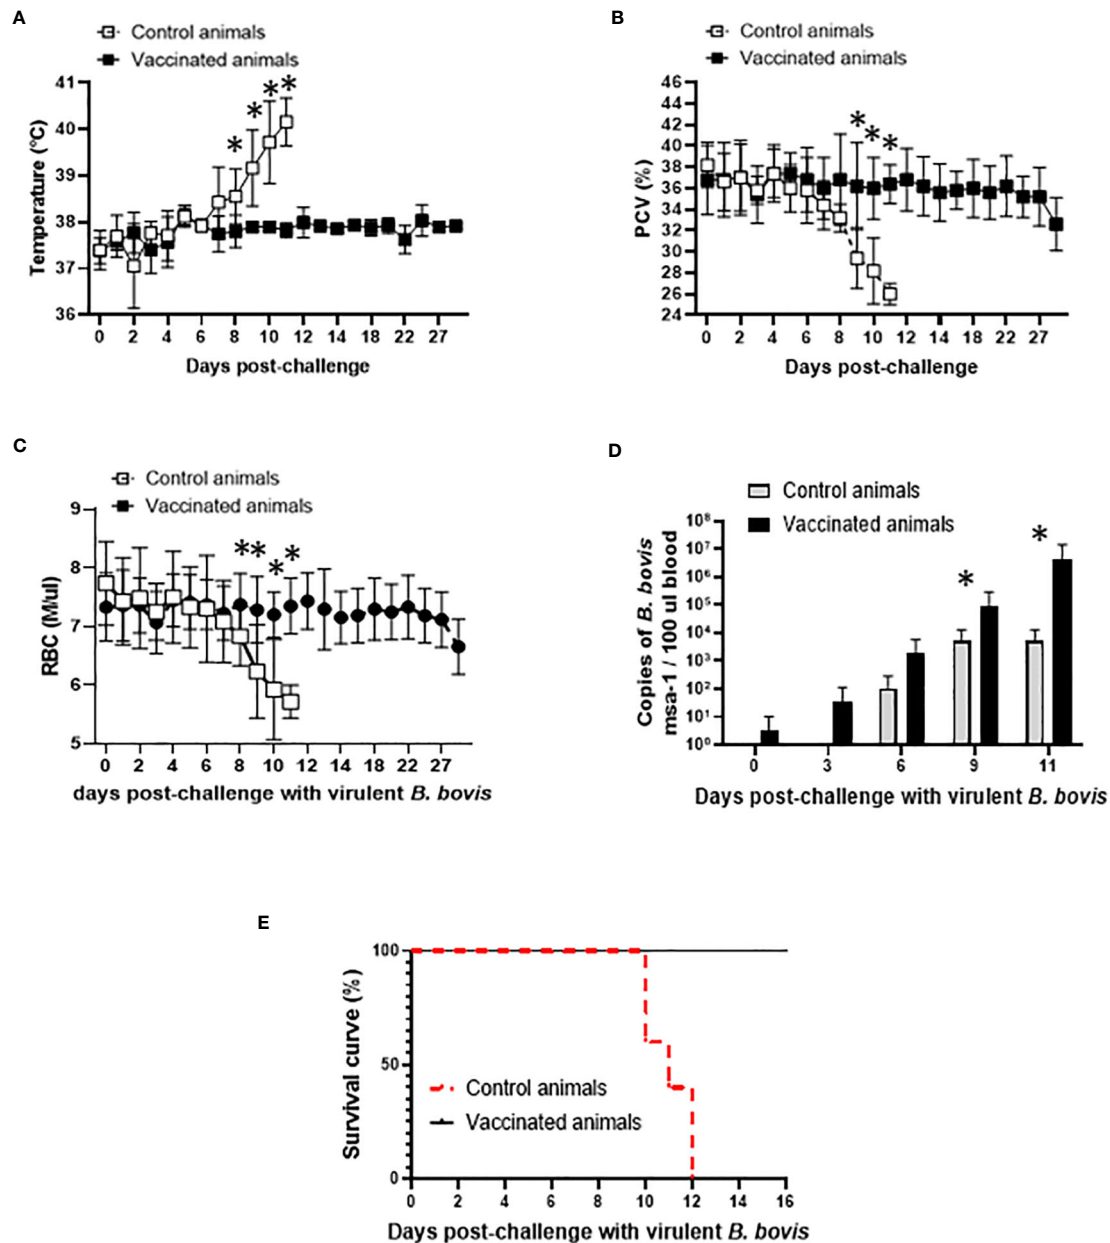 A
Control animals
Vaccinated animals
Temperature (°C)
41
40
39
38
37
36
0 2 4 6 8 10 12 14 18 22 27
Days post-challenge
* * * *
B
Control animals
Vaccinated animals
PCV (%)
46
44
42
40
38
36
34
32
30
28
26
24
0 2 4 6 8 10 12 14 18 22 27
Days post-challenge
* * *
C
Control animals
Vaccinated animals
RBC (M/ul)
9
8
7
6
5
0 2 4 6 8 10 12 14 18 22 27
days post-challenge with virulent B. bovis
* * * *
D
Control animals
Vaccinated animals
Copies of B. bovis
msa-1 / 100 ul blood
10⁸
10⁷
10⁶
10⁵
10⁴
10³
10²
10¹
10⁰
0 3 6 9 11
Days post-challenge with virulent B. bovis
* *
E
Survival curve (%)
100
50
0
Control animals
Vaccinated animals
0 2 4 6 8 10 12 14 16
Days post-challenge with virulent B. bovis